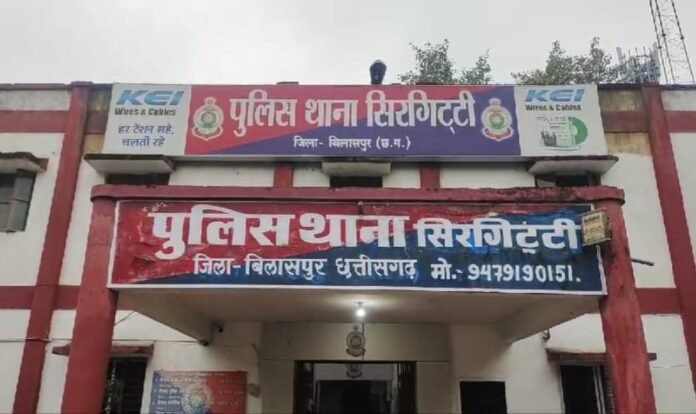 KEI
Wires & Cables
हर टेंशन सहे,
चलती रहे
पुलिस थाना सिरगिट्टी
जिला- बिलासपुर (छ.ग.)
KEI
Wires & Cables
पुलिस थाना सिरगिट्टी
जिला-बिलासपुर छत्तीसगढ़ मो.- 9479190151.